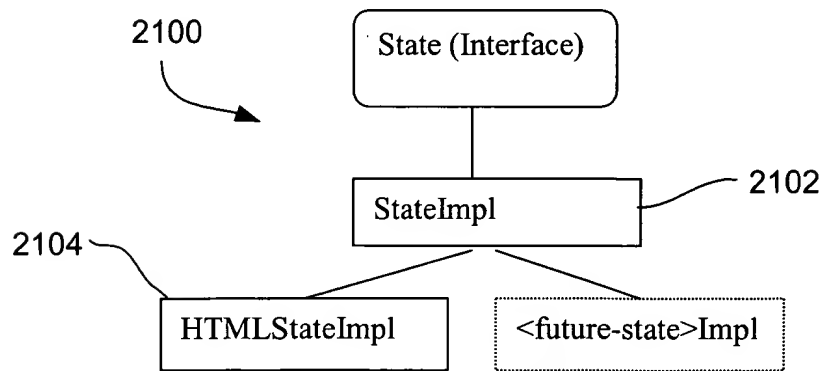 2100
State (Interface)
StateImpl
2102
2104
HTMLStateImpl
<future-state>Impl